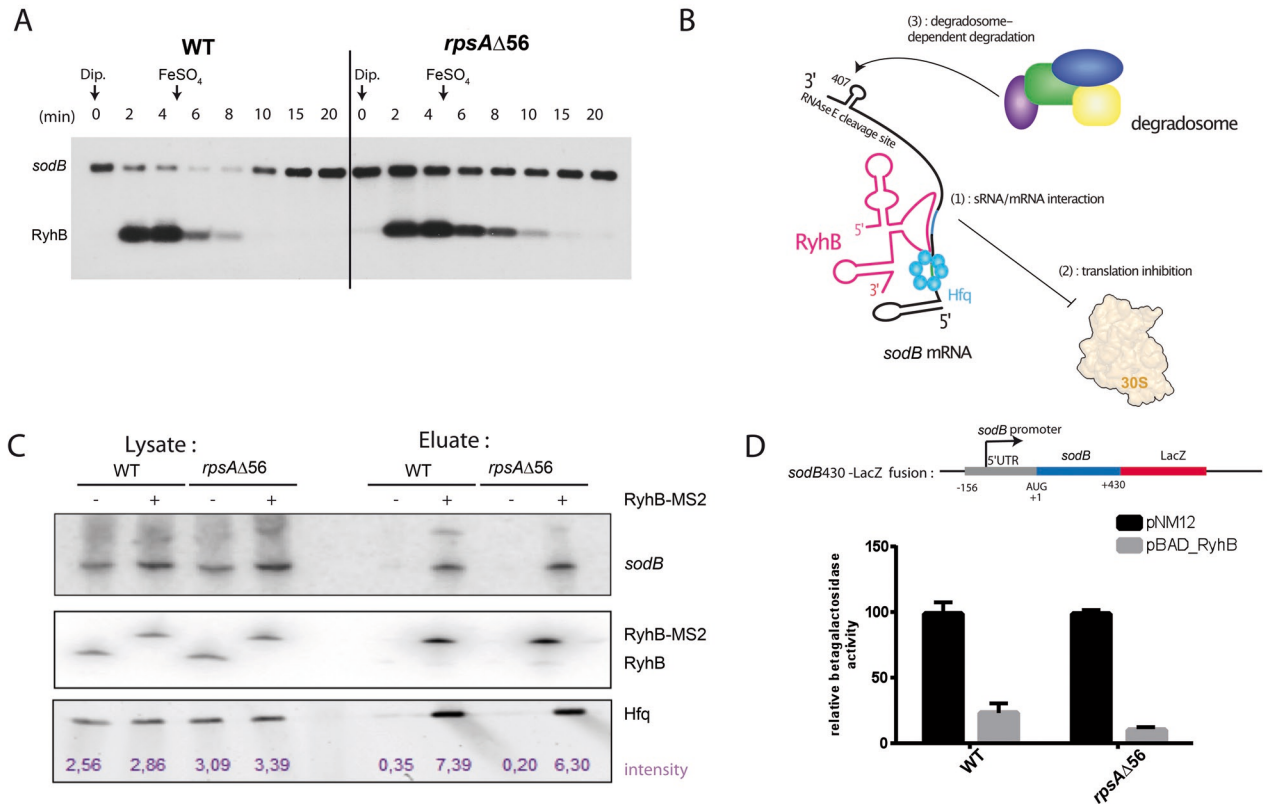 A
WT
rpsAΔ56
Dip.
FeSO4
Dip.
FeSO4
(min) 0 2 4 6 8 10 15 20 0 2 4 6 8 10 15 20
sodB
RyhB
B
(3) : degradosome-
dependent degradation
3'
407
RNAse E cleavage site
degradosome
(1) : sRNA/mRNA interaction
5'
RyhB
(2) : translation inhibition
3'
Hfq
5'
sodB mRNA
30S
C
Lysate :
Eluate :
WT rpsAΔ56 WT rpsAΔ56
- + - + - + - + RyhB-MS2
sodB
RyhB-MS2
RyhB
Hfq
2,56 2,86 3,09 3,39 0,35 7,39 0,20 6,30 intensity
D
sodB promoter
5'UTR sodB LacZ
sodB430 -LacZ fusion :
-156 AUG +430
+1
pNM12
pBAD_RyhB
relative betagalactosidase
activity
150
100
50
0
WT
rpsAΔ56